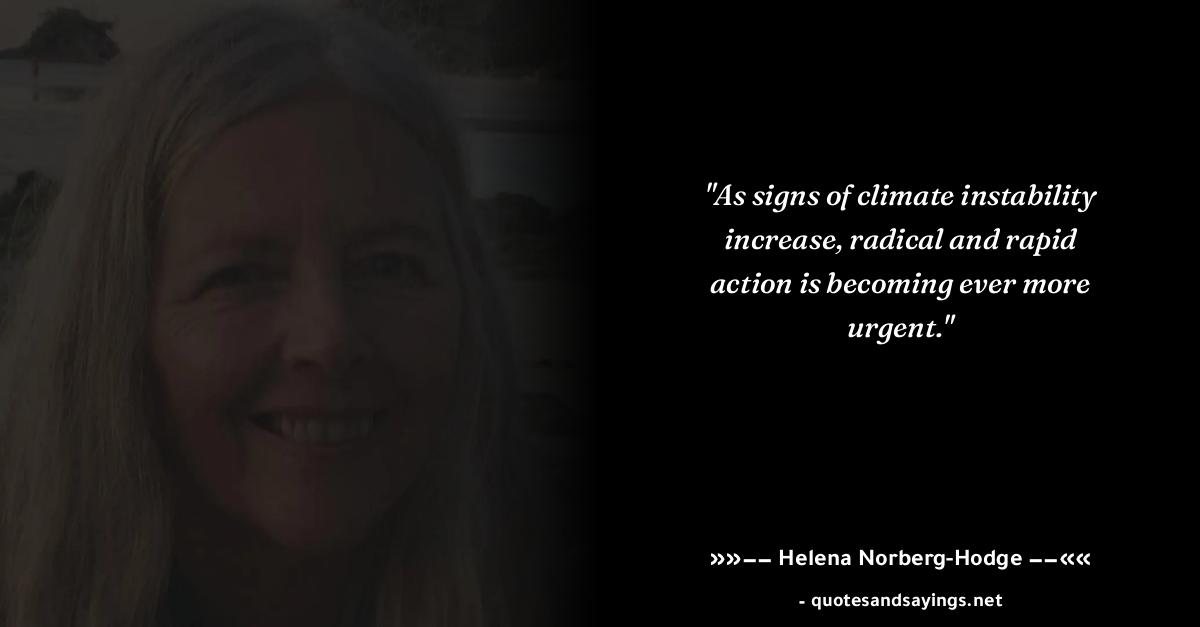 "As signs of climate instability
increase, radical and rapid
action is becoming ever more
urgent."
»»−− Helena Norberg-Hodge −−««
- quotesandsayings.net